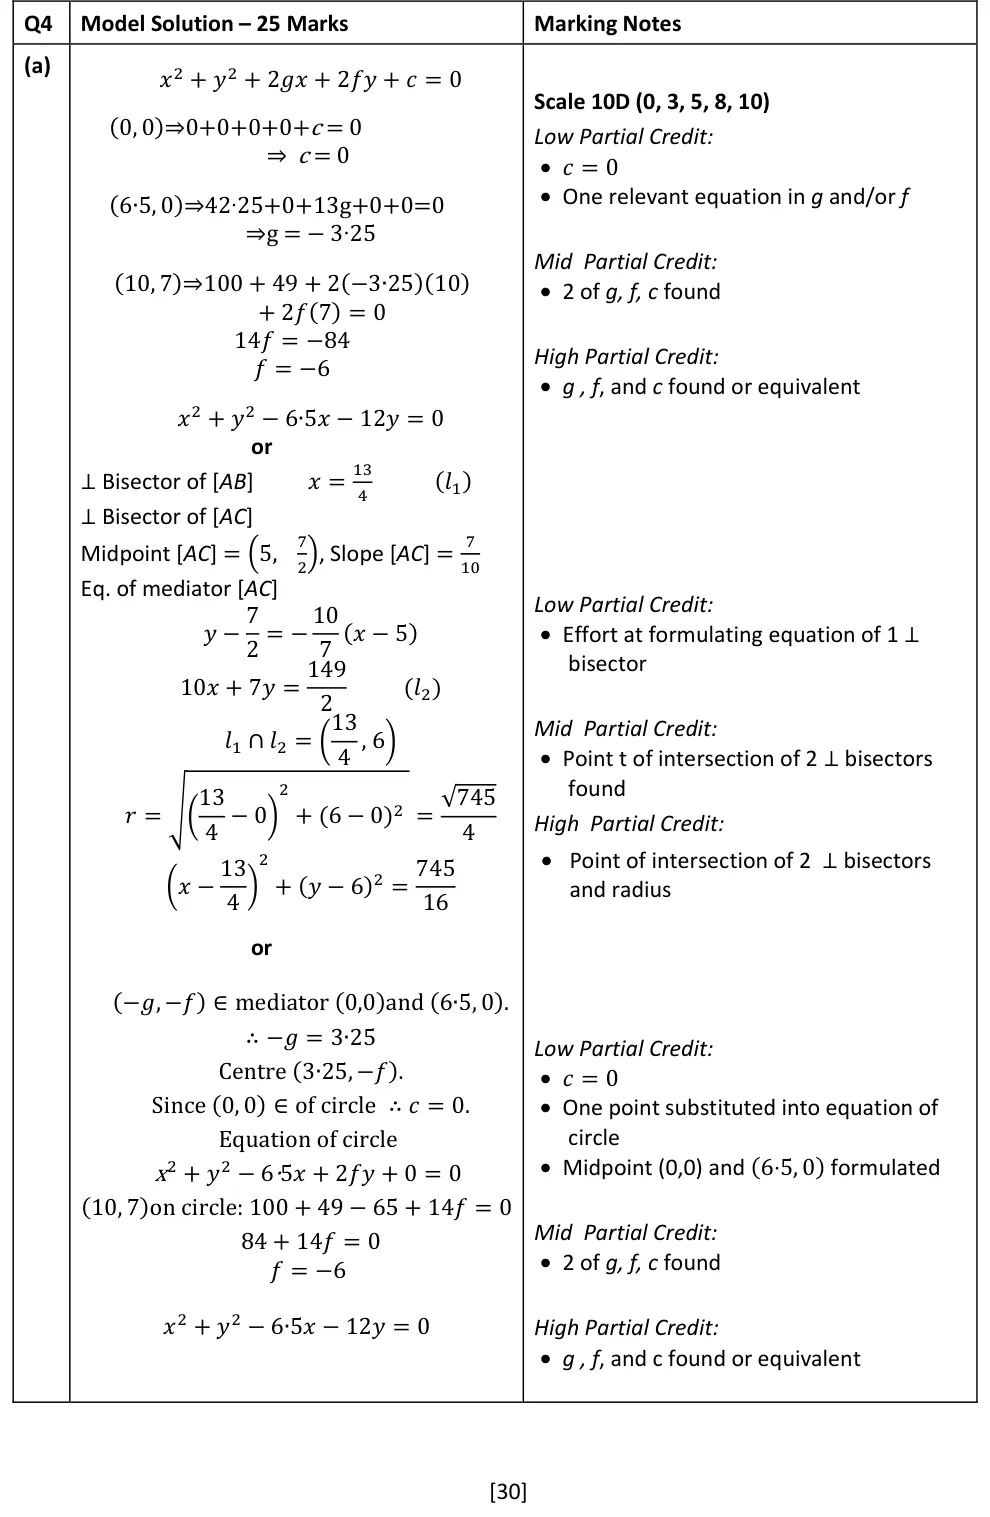 Q4 Model Solution – 25 Marks Marking Notes
(a)
x² + y² + 2gx + 2fy + c = 0
(0, 0)⇒0+0+0+0+c = 0
⇒ c = 0
(6·5, 0)⇒42·25+0+13g+0+0=0
⇒g = − 3·25
(10, 7)⇒100 + 49 + 2(−3·25)(10)
+ 2f(7) = 0
14f = −84
f = −6
x² + y² − 6·5x − 12y = 0
or
⊥ Bisector of [AB] x = 13/4 (l₁)
⊥ Bisector of [AC]
Midpoint [AC] = (5, 7/2), Slope [AC] = 7/10
Eq. of mediator [AC]
y − 7/2 = − 10/7 (x − 5)
10x + 7y = 149/2 (l₂)
l₁ ∩ l₂ = (13/4, 6)
r = √((13/4 − 0)² + (6 − 0)²) = √745/4
(x − 13/4)² + (y − 6)² = 745/16
or
(−g, −f) ∈ mediator (0,0)and (6·5, 0).
∴ −g = 3·25
Centre (3·25, −f).
Since (0, 0) ∈ of circle ∴ c = 0.
Equation of circle
x² + y² − 6·5x + 2fy + 0 = 0
(10, 7)on circle: 100 + 49 − 65 + 14f = 0
84 + 14f = 0
f = −6
x² + y² − 6·5x − 12y = 0
Scale 10D (0, 3, 5, 8, 10)
Low Partial Credit:
• c = 0
• One relevant equation in g and/or f
Mid Partial Credit:
• 2 of g, f, c found
High Partial Credit:
• g , f, and c found or equivalent
Low Partial Credit:
• Effort at formulating equation of 1 ⊥
bisector
Mid Partial Credit:
• Point t of intersection of 2 ⊥ bisectors
found
High Partial Credit:
• Point of intersection of 2 ⊥ bisectors
and radius
Low Partial Credit:
• c = 0
• One point substituted into equation of
circle
• Midpoint (0,0) and (6·5, 0) formulated
Mid Partial Credit:
• 2 of g, f, c found
High Partial Credit:
• g , f, and c found or equivalent
[30]